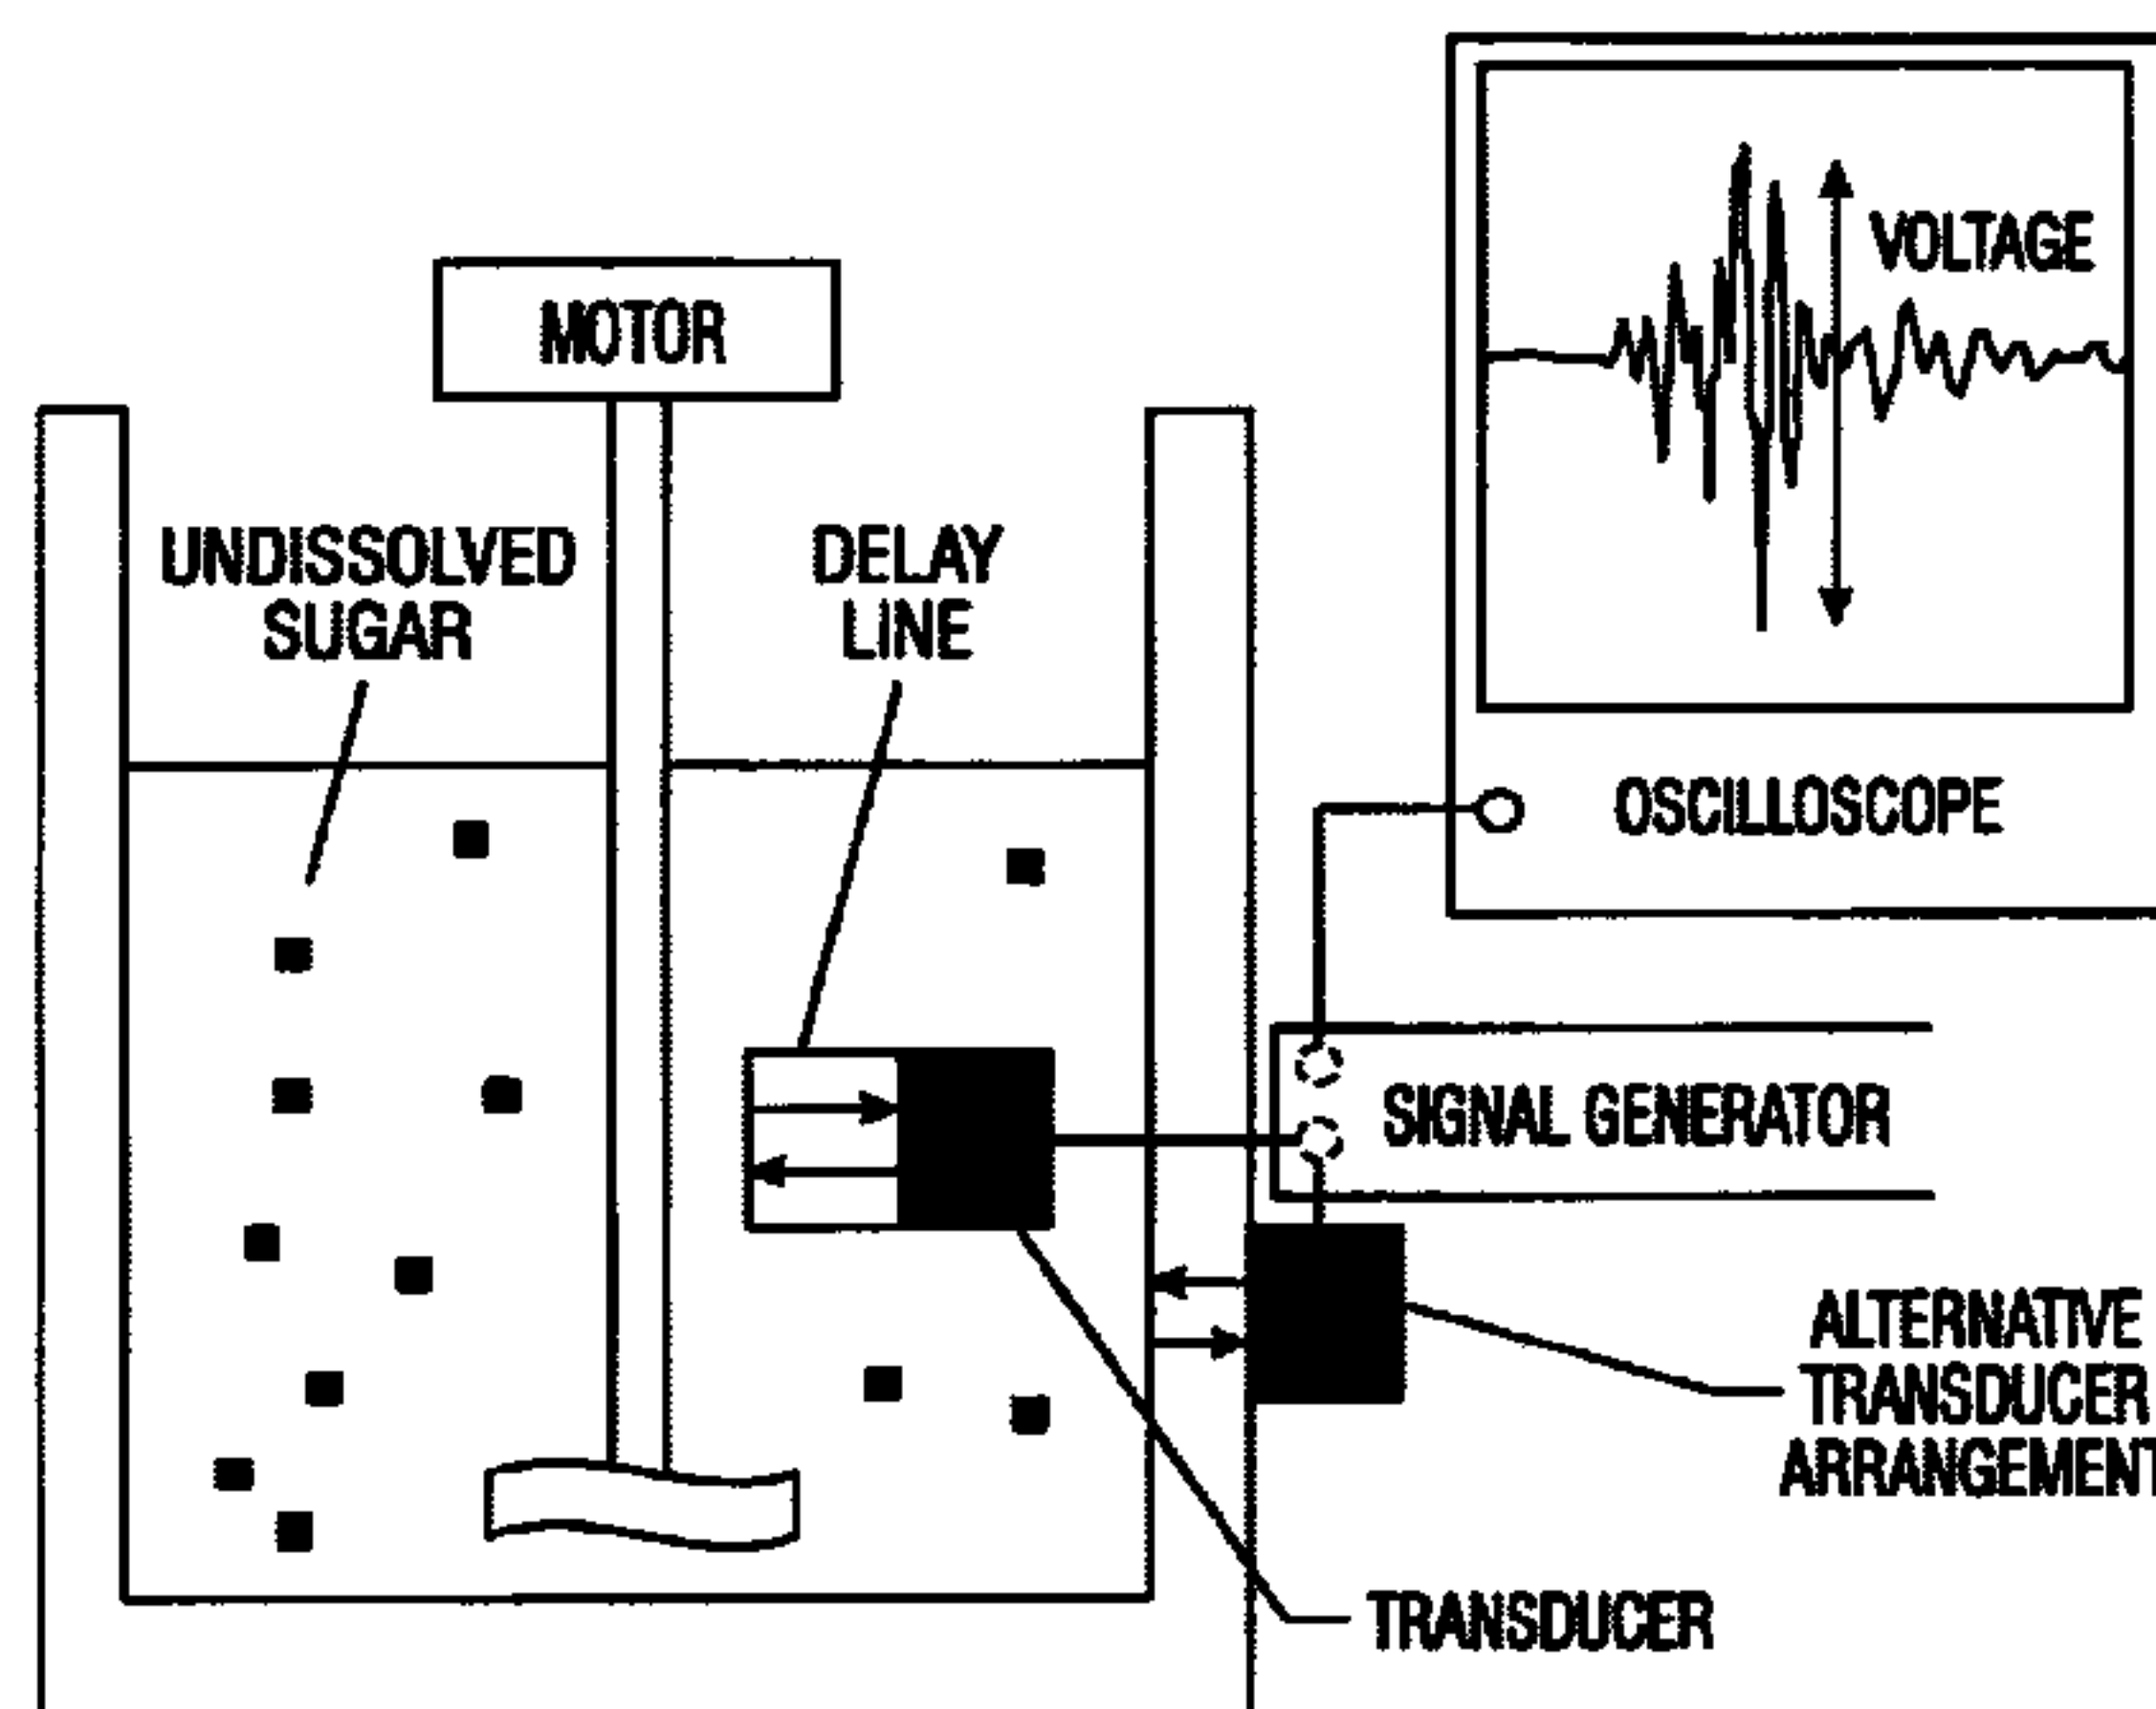 VOLTAGE
MOTOR
UNDISSOLVED
SUGAR
DELAY
LINE
OSCILLOSCOPE
SIGNAL GENERATOR
ALTERNATIVE
TRANSDUCER
ARRANGEMENT
TRANSDUCER